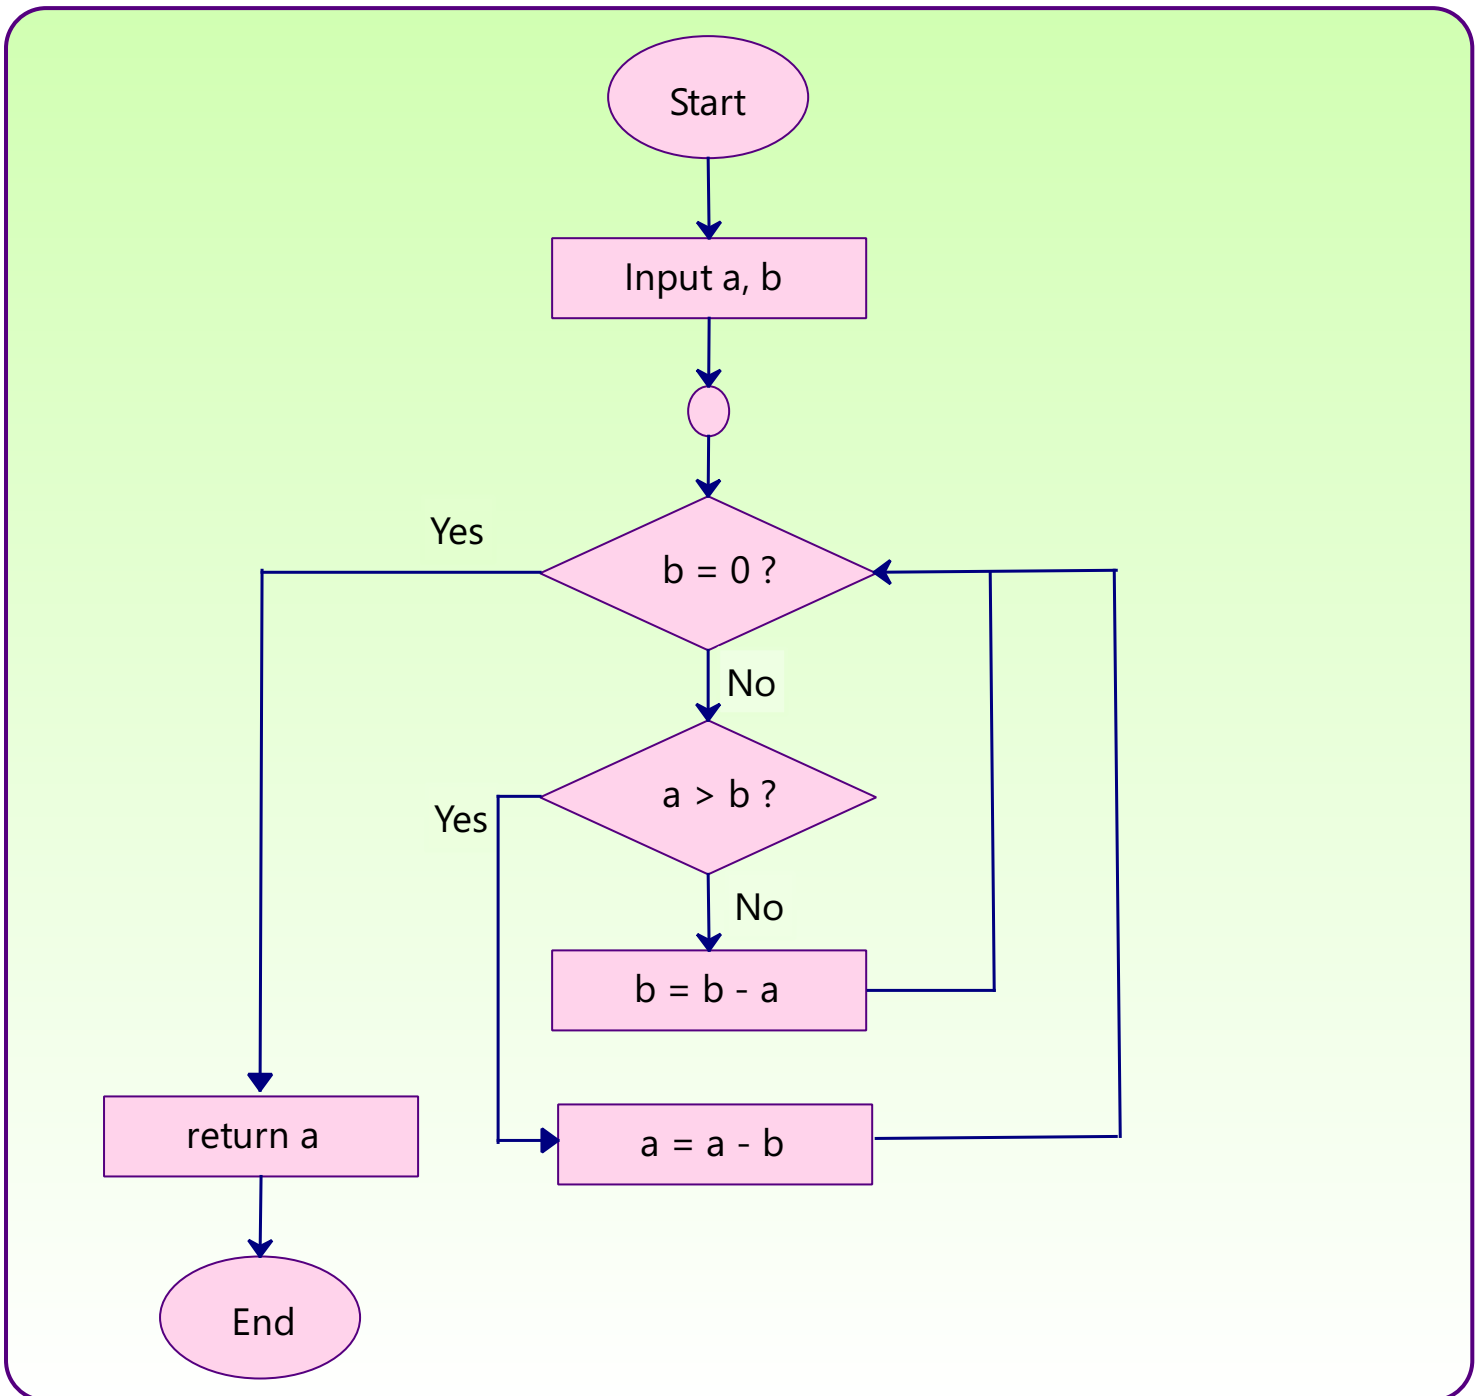 Start
Input a, b
Yes
b = 0 ?
No
a > b ?
Yes
No
b = b - a
return a
a = a - b
End